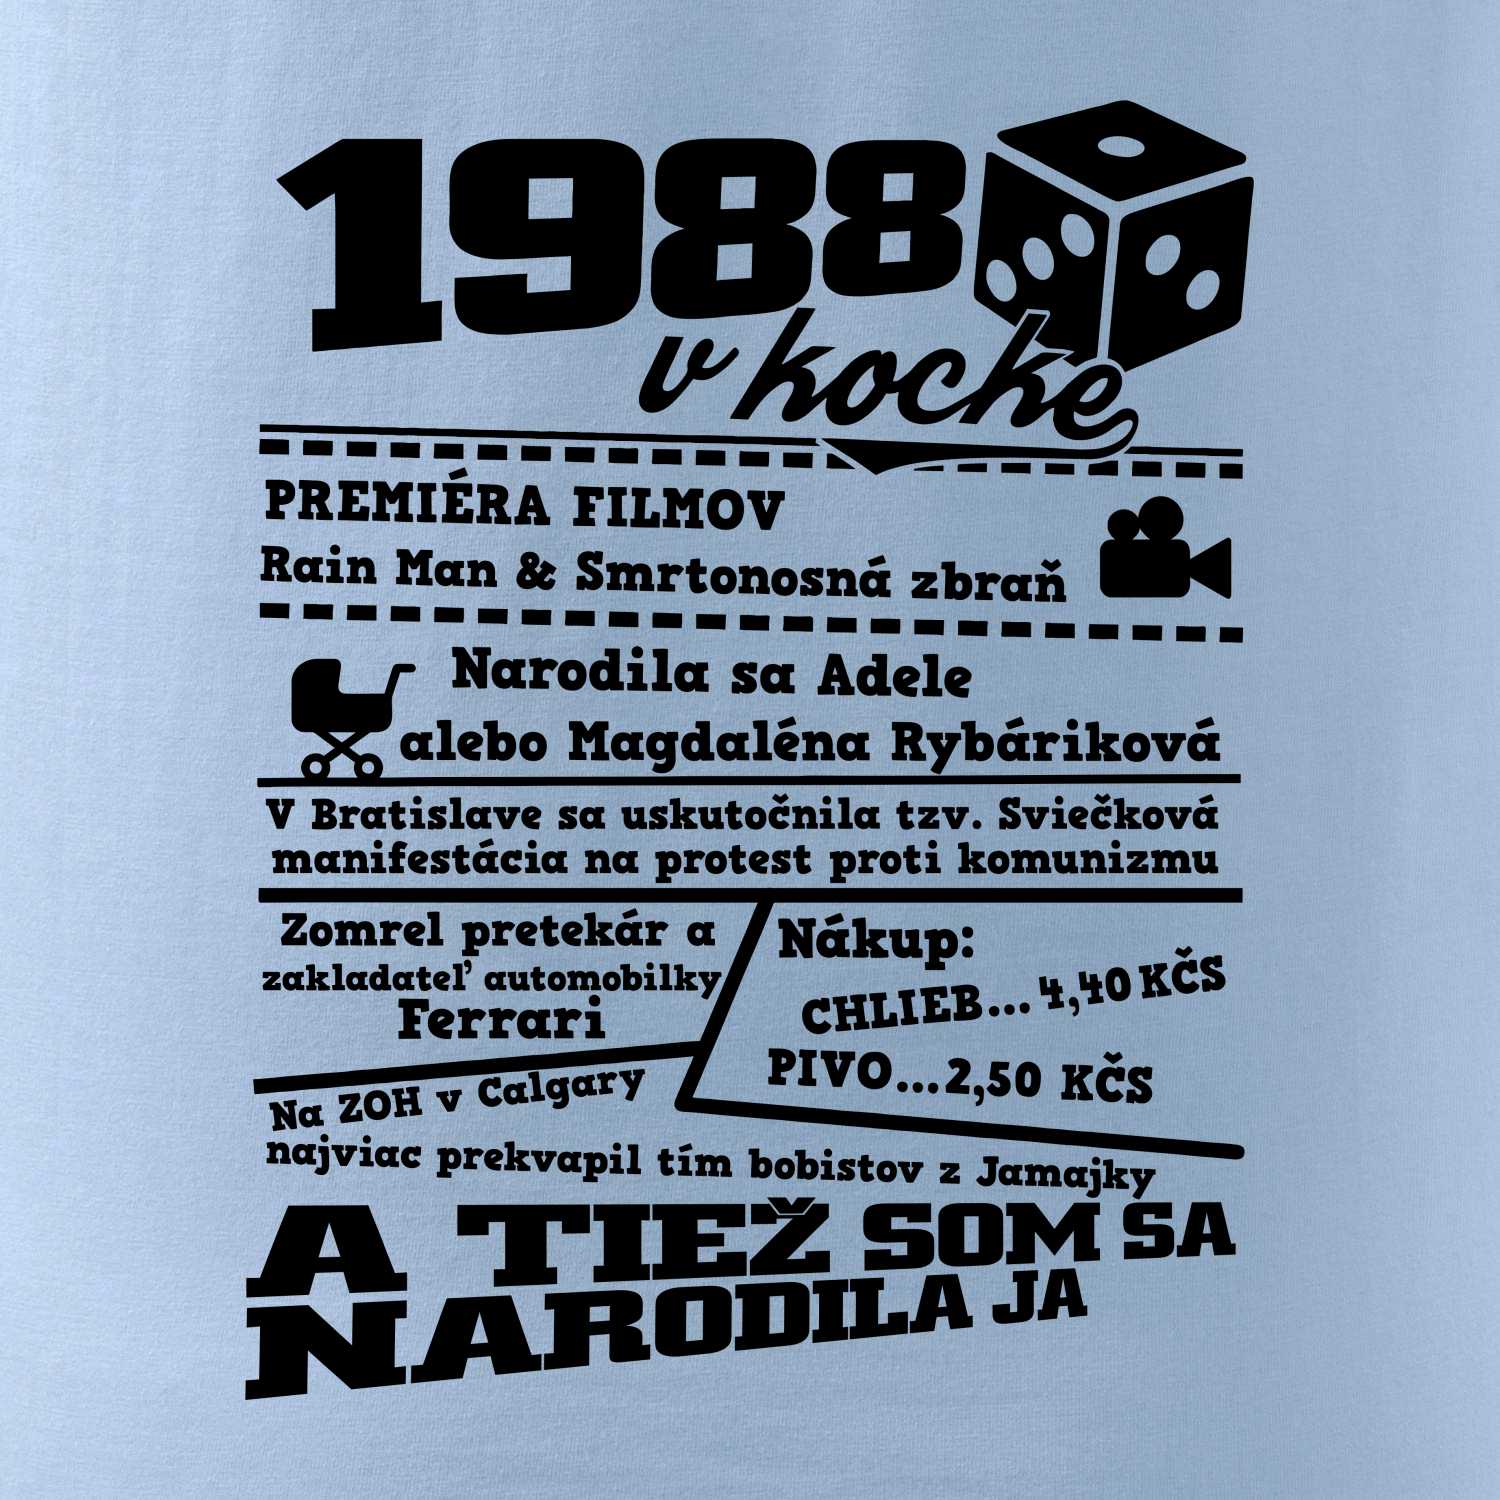 1988
v kocke
PREMIÉRA FILMOV
Rain Man & Smrtonosná zbraň
Narodila sa Adele
alebo Magdaléna Rybáriková
V Bratislave sa uskutočnila tzv. Sviečková
manifestácia na protest proti komunizmu
Zomrel pretekár a
zakladateľ automobilky
Ferrari
Nákup:
CHLIEB...4,40 KČS
PIVO...2,50 KČS
Na ZOH v Calgary
najviac prekvapil tím bobistov z Jamajky
A TIEŽ SOM SA
NARODILA JA